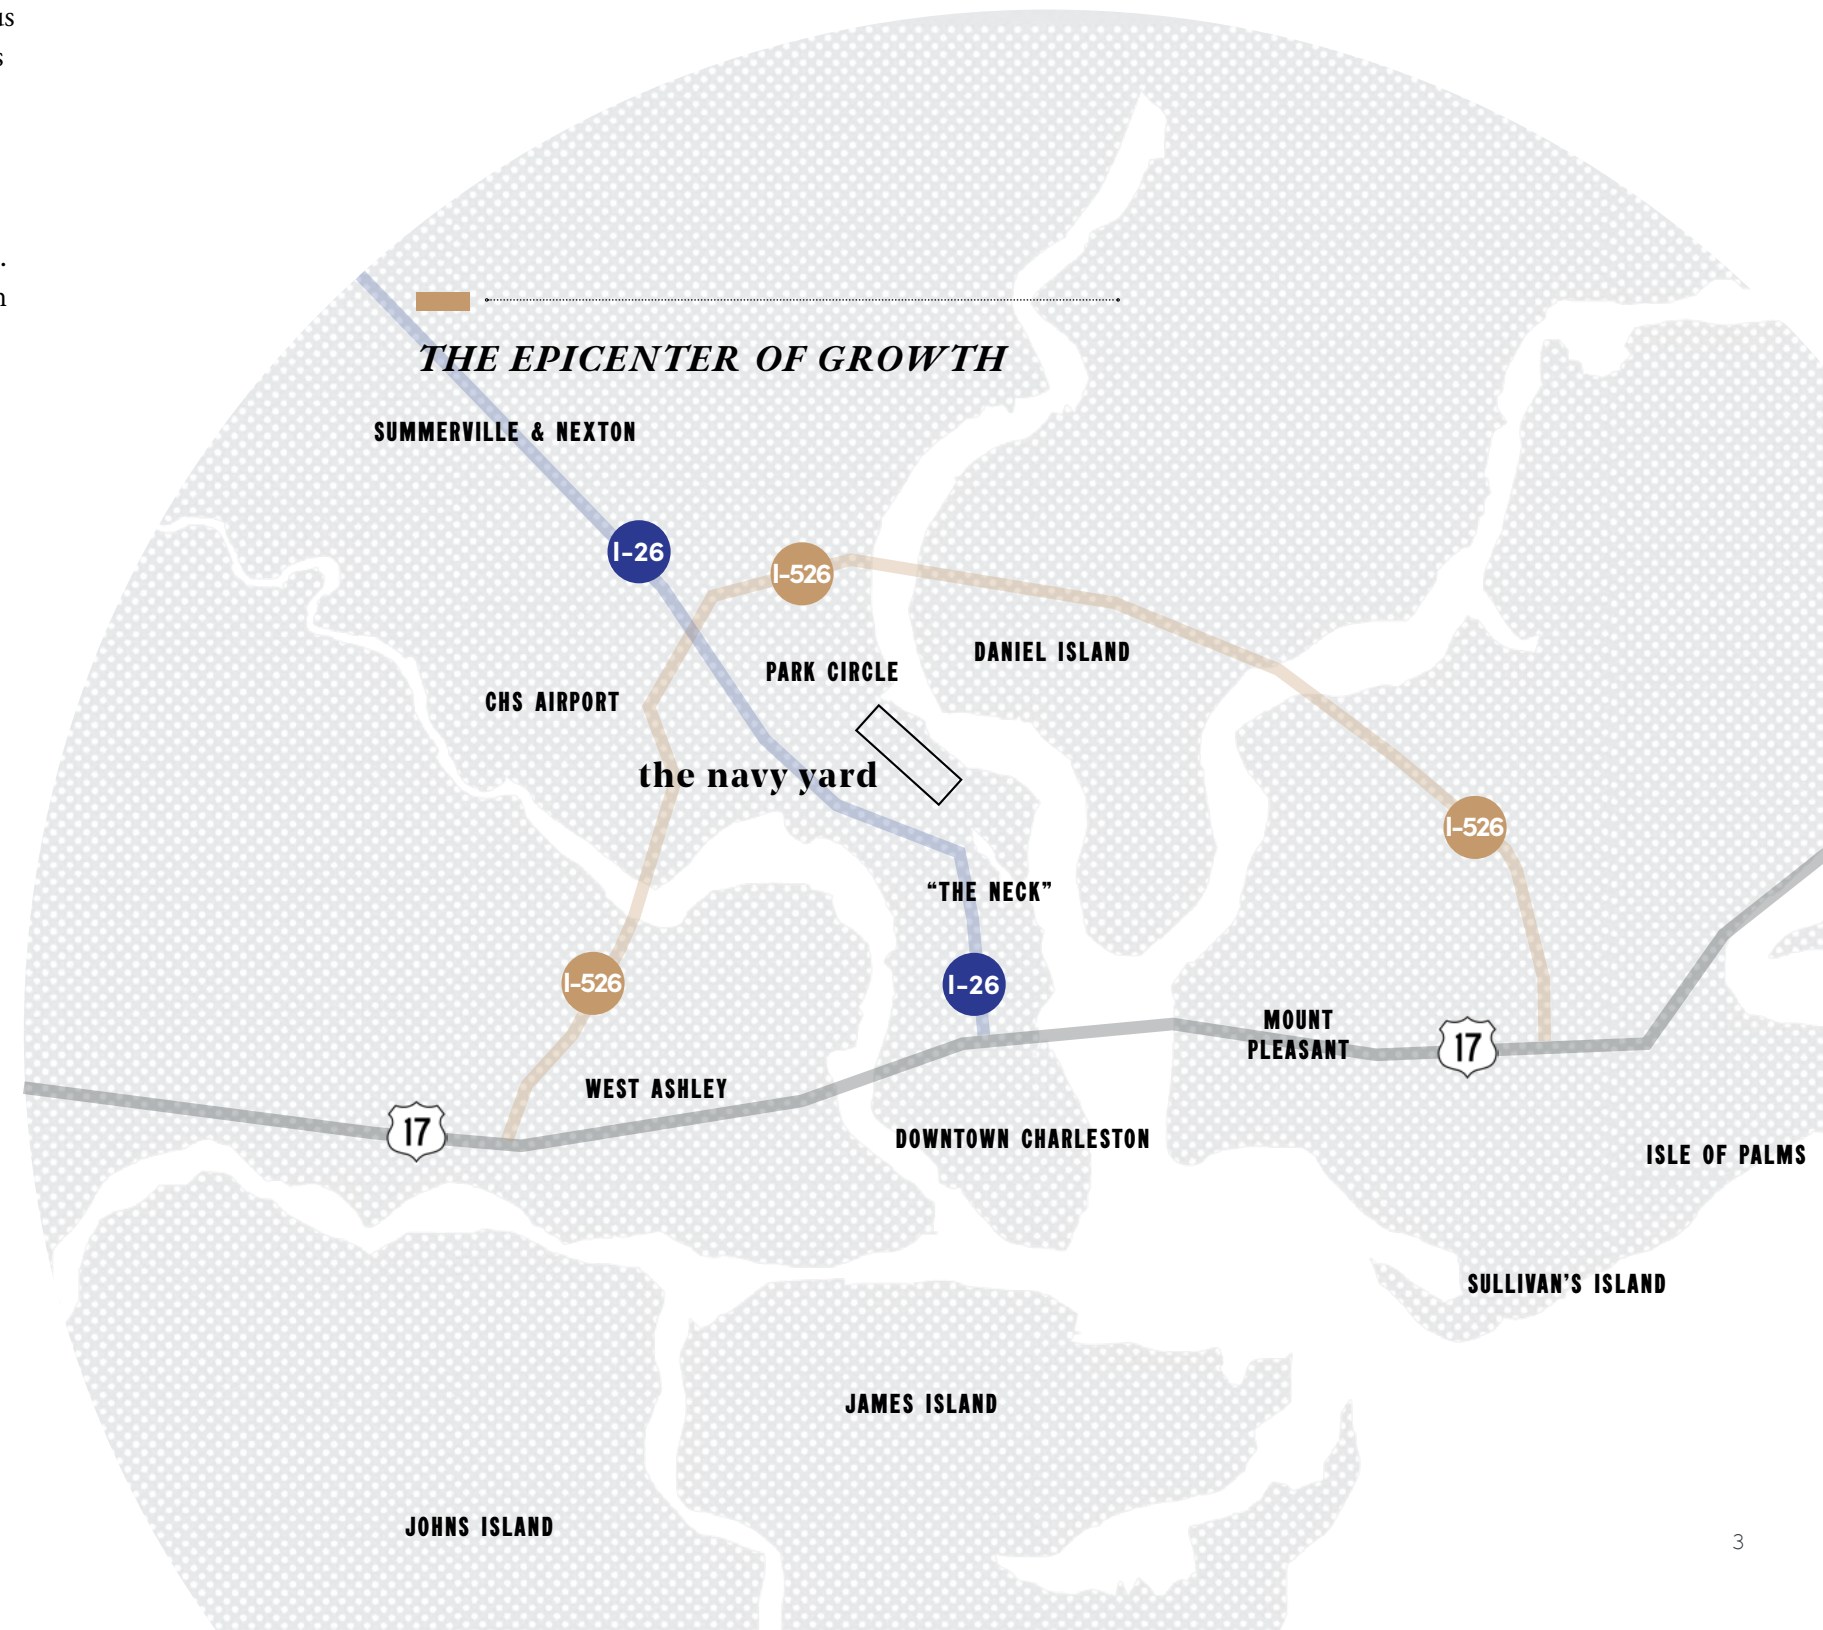 THE EPICENTER OF GROWTH
SUMMERVILLE & NEXTON
I-26
I-526
DANIEL ISLAND
PARK CIRCLE
CHS AIRPORT
the navy yard
I-526
“THE NECK”
I-526
I-26
MOUNT
PLEASANT
17
WEST ASHLEY
17
DOWNTOWN CHARLESTON
ISLE OF PALMS
SULLIVAN’S ISLAND
JAMES ISLAND
JOHNS ISLAND
3